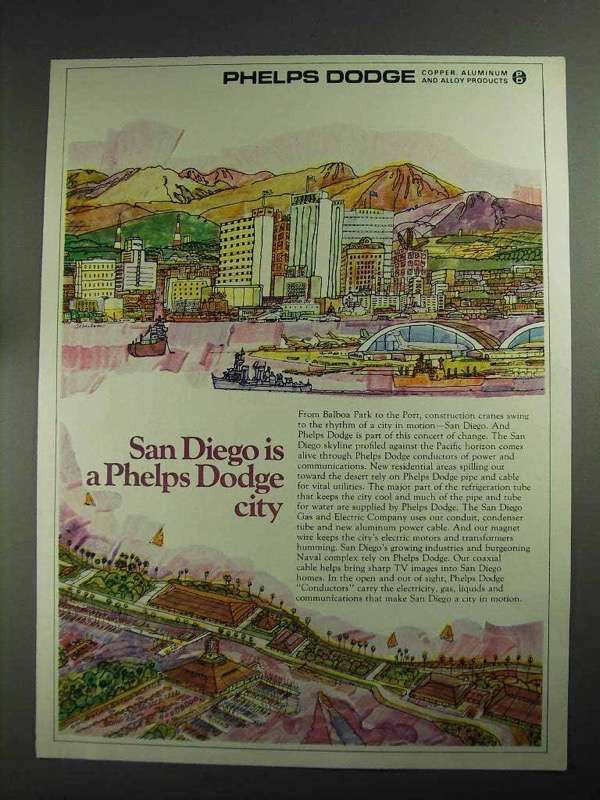 PHELPS DODGE
COPPER, ALUMINUM
AND ALLOY PRODUCTS
San Diego is
a Phelps Dodge
city
From Balboa Park to the Port, construction cranes swing
to the rhythm of a city in motion—San Diego. And
Phelps Dodge is part of this concert of change. The San
Diego skyline profiled against the Pacific horizon comes
alive through Phelps Dodge conductors of power and
communications. New residential areas spilling out
toward the desert rely on Phelps Dodge pipe and cable
for vital utilities. The major part of the refrigeration tube
that keeps the city cool and much of the pipe and tube
for water are supplied by Phelps Dodge. The San Diego
Gas and Electric Company uses our conduit, condenser
tube and new aluminum power cable. And our magnet
wire keeps the city's electric motors and transformers
humming. San Diego's growing industries and burgeoning
Naval complex rely on Phelps Dodge. Our coaxial
cable helps bring sharp TV images into San Diego
homes. In the open and out of sight, Phelps Dodge
"Conductors" carry the electricity, gas, liquids and
communications that make San Diego a city in motion.